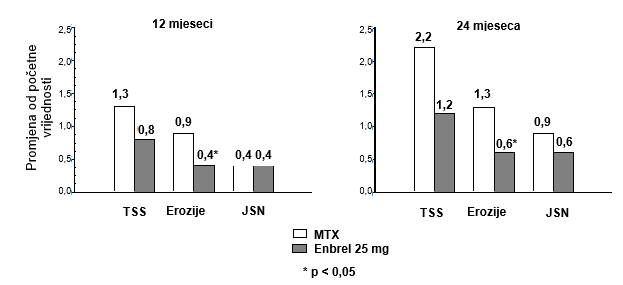 12 mjeseci
Promjena od početne
vrijednosti
2,5
2,0
1,5
1,0
0,5
0,0
1,3
0,8
0,9
0,4*
0,4 0,4
TSS Erozije JSN
24 mjeseca
2,5
2,0
1,5
1,0
0,5
0,0
2,2
1,2
1,3
0,6*
0,9
0,6
TSS Erozije JSN
MTX
Enbrel 25 mg
* p < 0,05